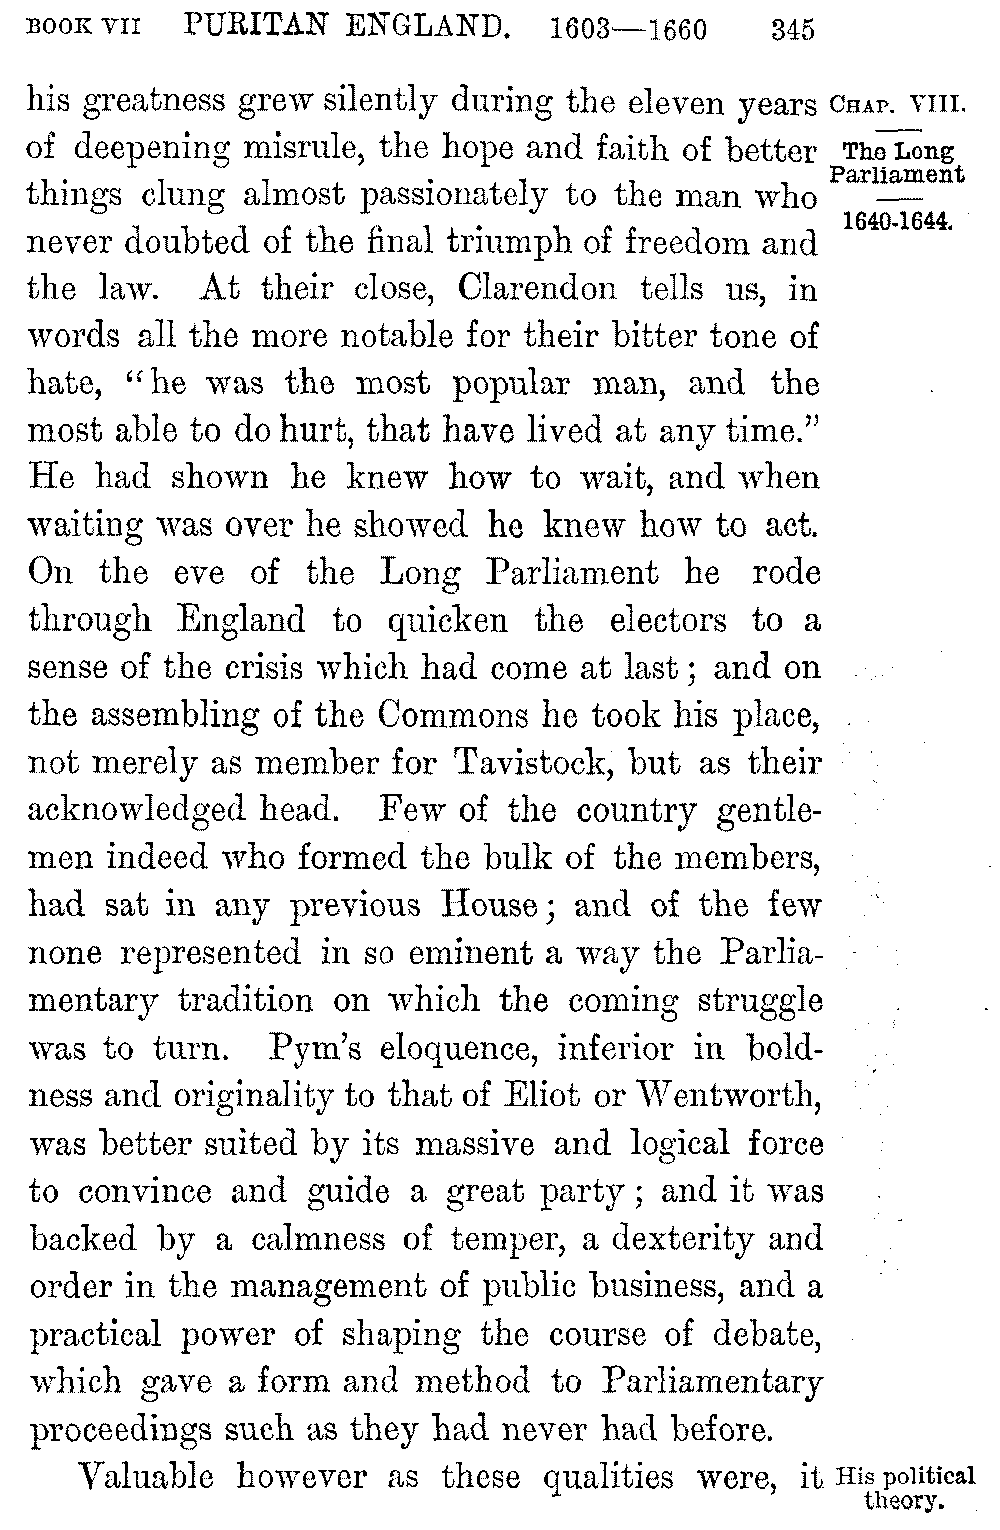 BOOK VII PURITAN ENGLAND. 1603—1660 345
CHAP. VIII.
The Long
Parliament
1640-1644.
his greatness grew silently during the eleven years
of deepening misrule, the hope and faith of better
things clung almost passionately to the man who
never doubted of the final triumph of freedom and
the law. At their close, Clarendon tells us, in
words all the more notable for their bitter tone of
hate, "he was the most popular man, and the
most able to do hurt, that have lived at any time."
He had shown he knew how to wait, and when
waiting was over he showed he knew how to act.
On the eve of the Long Parliament he rode
through England to quicken the electors to a
sense of the crisis which had come at last; and on
the assembling of the Commons he took his place,
not merely as member for Tavistock, but as their
acknowledged head. Few of the country gentle-
men indeed who formed the bulk of the members,
had sat in any previous House; and of the few
none represented in so eminent a way the Parlia-
mentary tradition on which the coming struggle
was to turn. Pym's eloquence, inferior in bold-
ness and originality to that of Eliot or Wentworth,
was better suited by its massive and logical force
to convince and guide a great party; and it was
backed by a calmness of temper, a dexterity and
order in the management of public business, and a
practical power of shaping the course of debate,
which gave a form and method to Parliamentary
proceedings such as they had never had before.
Valuable however as these qualities were, it
His political
theory.